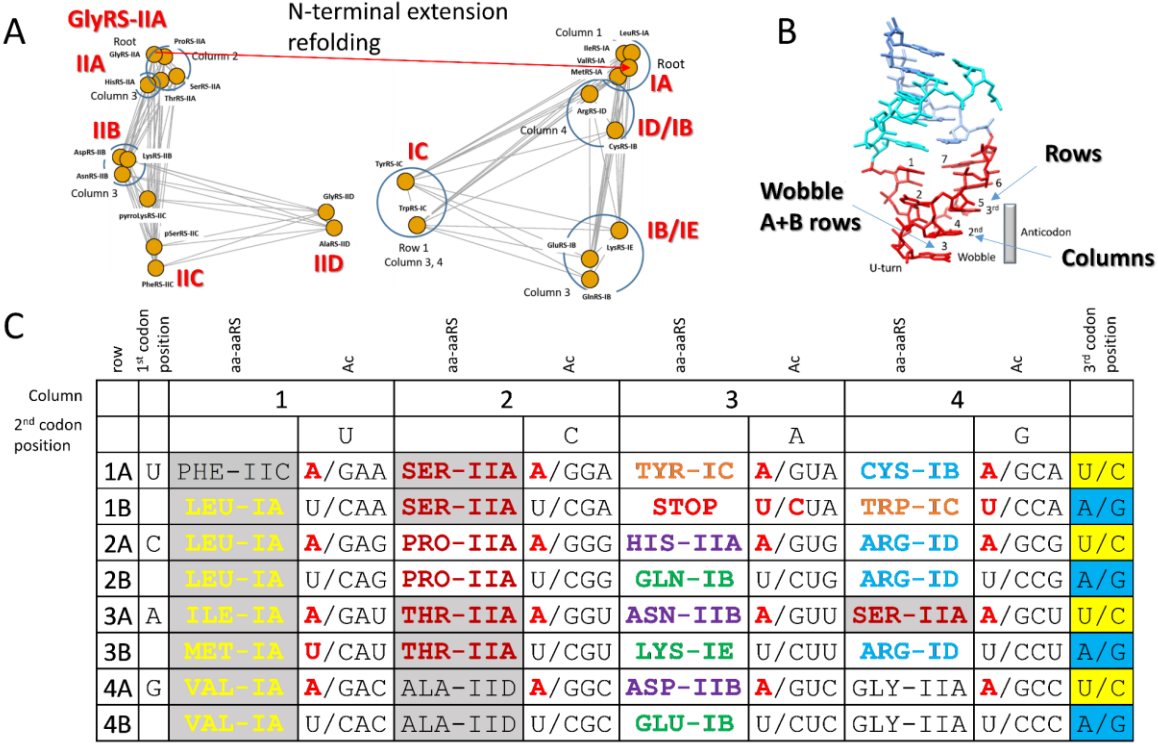 A
GlyRS-IIA
N-terminal extension
refolding
B
Root
GlyRS-IIA
ProRS-IIA
Column 2
IIA
HisRS-IIA
SerRS-IIA
Column 3
ThrRS-IIA
IIB
AspRS-IIB
LysRS-IIB
AsnRS-IIB
Column 3
pyrroLysRS-IIC
pSerRS-IIC
PheRS-IIC
IIC
GlyRS-IID
AlaRS-IID
IID
Column 1
LeuRS-IA
IleRS-IA
ValRS-IA
MetRS-IA
Root
IA
ArgRS-ID
Column 4
ID/IB
CysRS-IB
IC
TyrRS-IC
TrpRS-IC
Row 1
Column 3, 4
IB/IE
GluRS-IB
LysRS-IE
Column 3
GlnRS-IB
1
7
6
5
2
3rd
4
2nd
3
Rows
Wobble
A+B rows
Anticodon
Columns
U-turn
Wobble
C
row
1st codon
position
aa-aaRS
Ac
aa-aaRS
Ac
aa-aaRS
Ac
aa-aaRS
Ac
3rd codon
position
Column 1 2 3 4
2nd codon
position
U C A G
1A U PHE-IIC A/GAA SER-IIA A/GGA TYR-IC A/GUA CYS-IB A/GCA U/C
1B LEU-IA U/CAA SER-IIA U/CGA STOP U/CUA TRP-IC U/CCA A/G
2A C LEU-IA A/GAG PRO-IIA A/GGG HIS-IIA A/GUG ARG-ID A/GCG U/C
2B LEU-IA U/CAG PRO-IIA U/CGG GLN-IB U/CUG ARG-ID U/CCG A/G
3A A ILE-IA A/GAU THR-IIA A/GGU ASN-IIB A/GUU SER-IIA A/GCU U/C
3B MET-IA U/CAU THR-IIA U/CGU LYS-IE U/CUU ARG-ID U/CCU A/G
4A G VAL-IA A/GAC ALA-IID A/GGC ASP-IIB A/GUC GLY-IIA A/GCC U/C
4B VAL-IA U/CAC ALA-IID U/CGC GLU-IB U/CUC GLY-IIA U/CCC A/G